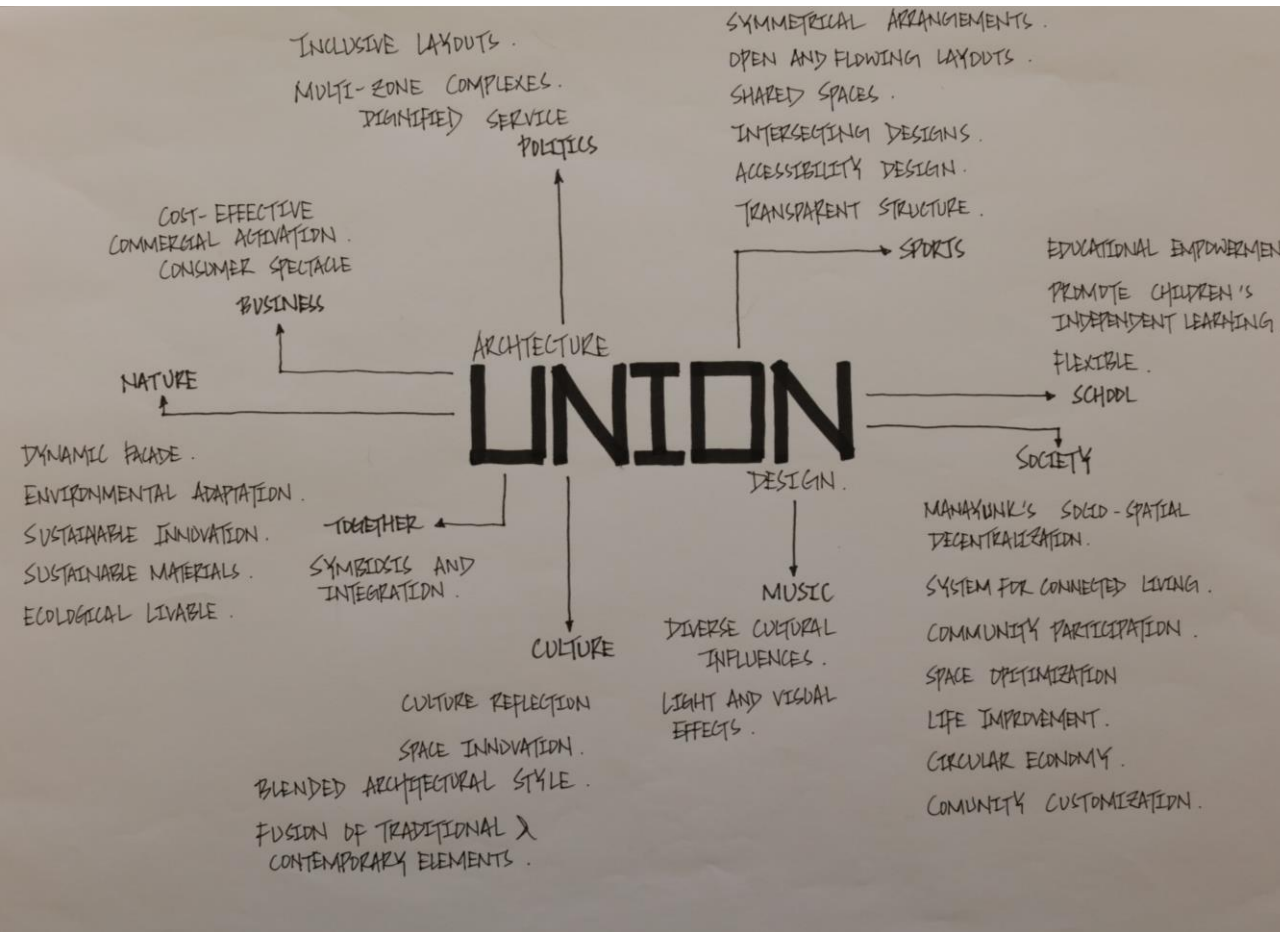 INCLUSIVE LAYOUTS.
MULTI-ZONE COMPLEXES.
DIGNIFIED SERVICE
POLITICS
SYMMETRICAL ARRANGIEMENTS.
OPEN AND FLOWING LAYOUTS.
SHARED SPACES.
INTERSECTING DESIGNS.
ACCESSIBILITY DESIGN.
TRANSPARENT STRUCTURE.
SPORTS
COST-EFFECTIVE
COMMERCIAL ACTIVATION.
CONSUMER SPECTACLE
BUSINESS
EDUCATIONAL EMPOWERMEN
PROMOTE CHILDREN'S
INDEPENDENT LEARNING
FLEXIBLE.
SCHOOL
NATURE
DYNAMIC FACADE.
ENVIRONMENTAL ADAPTATION.
SUSTAINABLE INNOVATION.
SUSTAINABLE MATERIALS.
ECOLOGICAL LIVABLE.
ARCHTECTURE
UNION
DESIGN.
TOGETHER
SYMBIOSIS AND
INTEGRATION.
CULTURE
CULTURE REFLECTION
SPACE INNOVATION.
BLENDED ARCHITECTURAL STYLE.
FUSION OF TRADITIONAL &
CONTEMPORARY ELEMENTS.
MUSIC
DIVERSE CULTURAL
INFLUENCES.
LIGHT AND VISUAL
EFFECTS.
SOCIETY
MANAYUNK'S SOCIO-SPATIAL
DECENTRALIZATION.
SYSTEM FOR CONNECTED LIVING.
COMMUNITY PARTICIPATION.
SPACE OPITIMIZATION
LIFE IMPROVEMENT.
CIRCULAR ECONOMY.
COMUNITY CUSTOMIZATION.